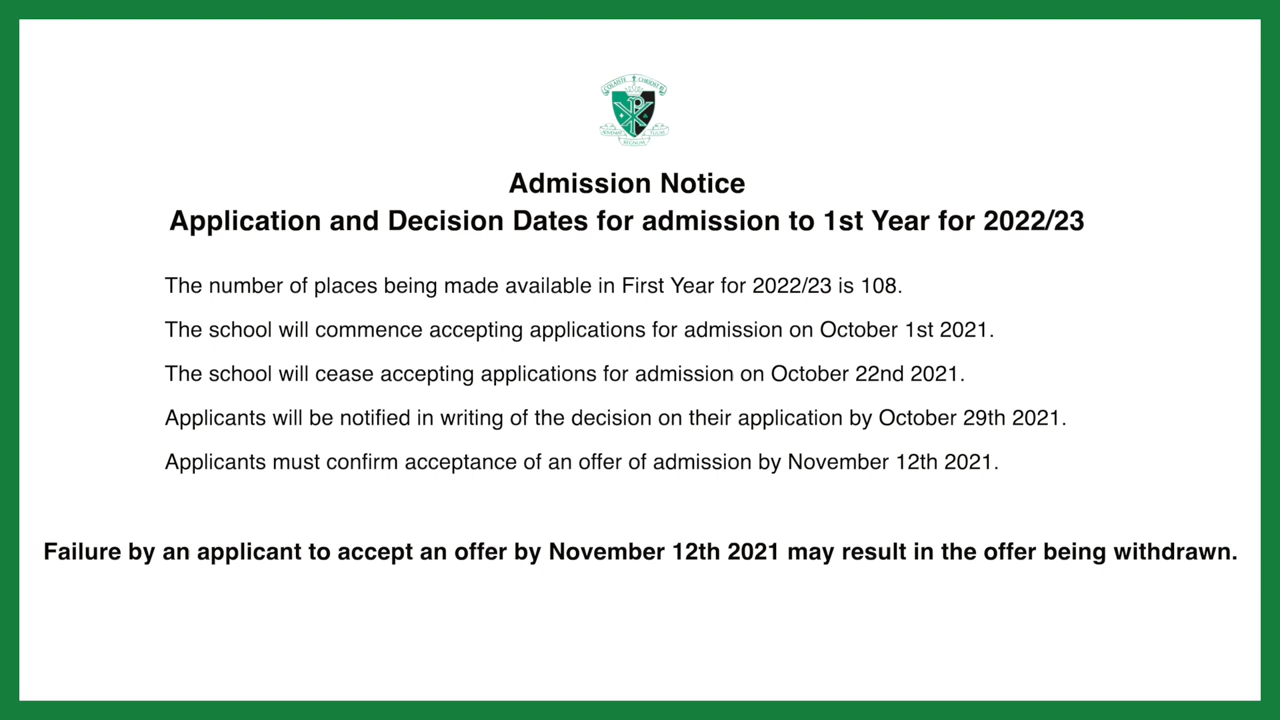 COLÁISTE CHRÍOST RÍ
Admission Notice
Application and Decision Dates for admission to 1st Year for 2022/23
The number of places being made available in First Year for 2022/23 is 108.
The school will commence accepting applications for admission on October 1st 2021.
The school will cease accepting applications for admission on October 22nd 2021.
Applicants will be notified in writing of the decision on their application by October 29th 2021.
Applicants must confirm acceptance of an offer of admission by November 12th 2021.
Failure by an applicant to accept an offer by November 12th 2021 may result in the offer being withdrawn.